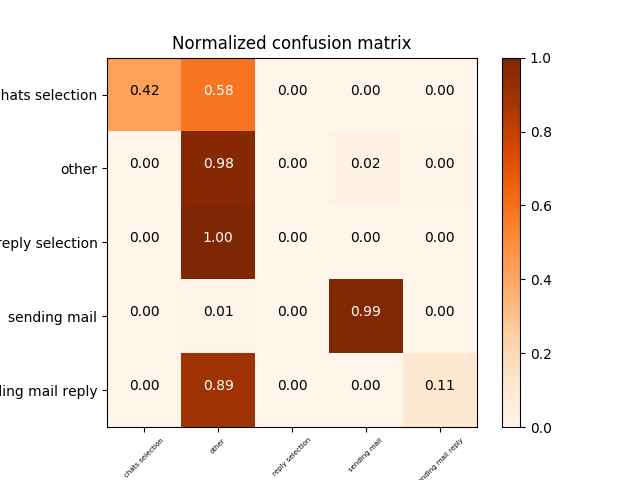 Normalized confusion matrix
hats selection 0.42 0.58 0.00 0.00 0.00
other 0.00 0.98 0.00 0.02 0.00
reply selection 0.00 1.00 0.00 0.00 0.00
sending mail 0.00 0.01 0.00 0.99 0.00
ding mail reply 0.00 0.89 0.00 0.00 0.11
chats selection
other
reply selection
sending mail
nding mail reply
1.0
0.8
0.6
0.4
0.2
0.0